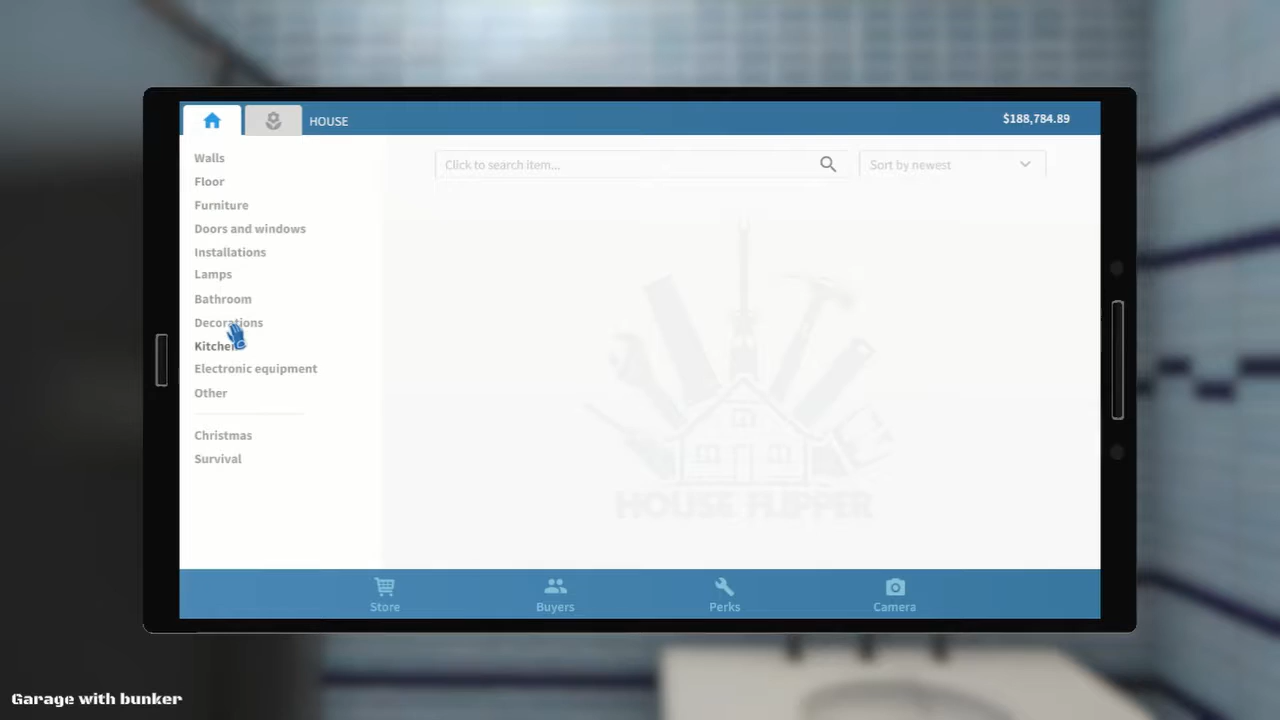 HOUSE
$188,784.89
Walls
Floor
Furniture
Doors and windows
Installations
Lamps
Bathroom
Decorations
Kitchen
Electronic equipment
Other
Christmas
Survival
Click to search item...
Sort by newest
HOUSE FLIPPER
Store
Buyers
Perks
Camera
Garage with bunker